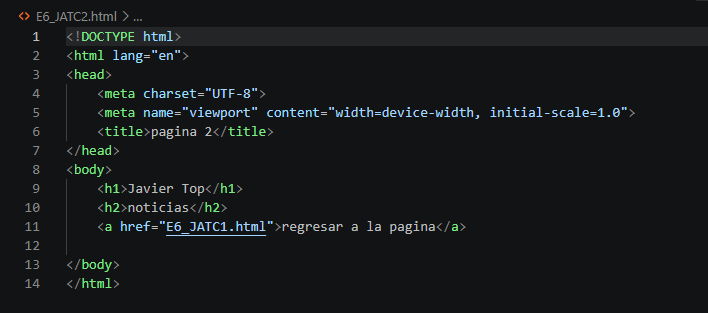 E6_JATC2.html > ...
1 <!DOCTYPE html>
2 <html lang="en">
3 <head>
4 <meta charset="UTF-8">
5 <meta name="viewport" content="width=device-width, initial-scale=1.0">
6 <title>pagina 2</title>
7 </head>
8 <body>
9 <h1>Javier Top</h1>
10 <h2>noticias</h2>
11 <a href="E6_JATC1.html">regresar a la pagina</a>
12
13 </body>
14 </html>